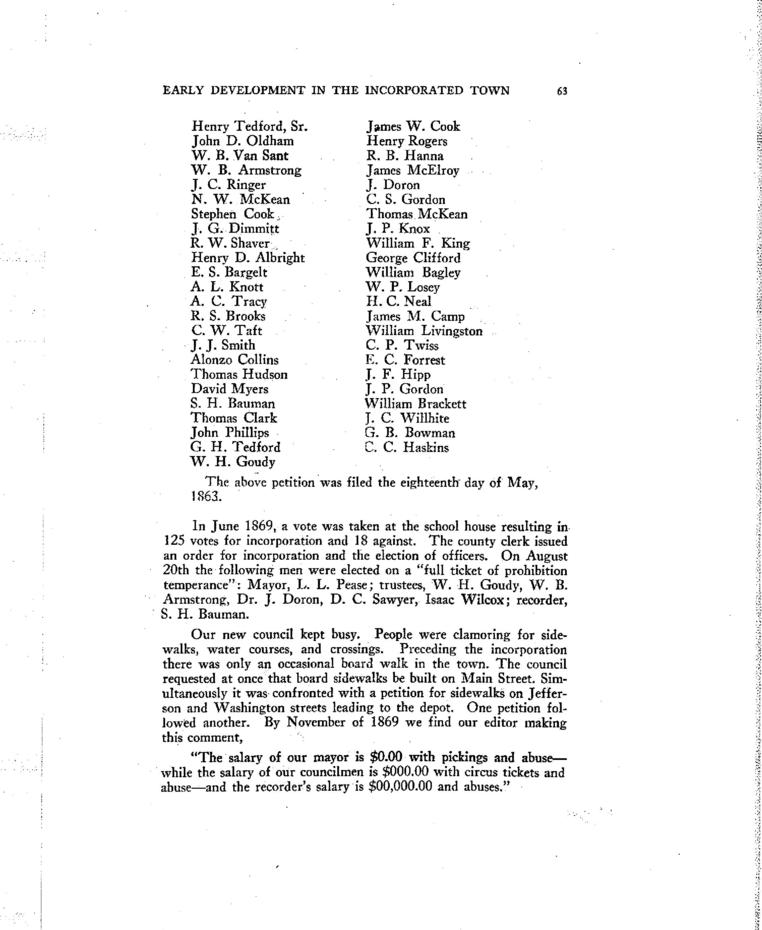 EARLY DEVELOPMENT IN THE INCORPORATED TOWN 63
Henry Tedford, Sr.
John D. Oldham
W. B. Van Sant
W. B. Armstrong
J. C. Ringer
N. W. McKean
Stephen Cook
J. G. Dimmitt
R. W. Shaver
Henry D. Albright
E. S. Bargelt
A. L. Knott
A. C. Tracy
R. S. Brooks
C. W. Taft
J. J. Smith
Alonzo Collins
Thomas Hudson
David Myers
S. H. Bauman
Thomas Clark
John Phillips
G. H. Tedford
W. H. Goudy
James W. Cook
Henry Rogers
R. B. Hanna
James McElroy
J. Doron
C. S. Gordon
Thomas McKean
J. P. Knox
William F. King
George Clifford
William Bagley
W. P. Losey
H. C. Neal
James M. Camp
William Livingston
C. P. Twiss
E. C. Forrest
J. F. Hipp
J. P. Gordon
William Brackett
J. C. Willhite
G. B. Bowman
C. C. Haskins
The above petition was filed the eighteenth day of May,
1863.
In June 1869, a vote was taken at the school house resulting in
125 votes for incorporation and 18 against. The county clerk issued
an order for incorporation and the election of officers. On August
20th the following men were elected on a "full ticket of prohibition
temperance": Mayor, L. L. Pease; trustees, W. H. Goudy, W. B.
Armstrong, Dr. J. Doron, D. C. Sawyer, Isaac Wilcox; recorder,
S. H. Bauman.
Our new council kept busy. People were clamoring for side-
walks, water courses, and crossings. Preceding the incorporation
there was only an occasional board walk in the town. The council
requested at once that board sidewalks be built on Main Street. Sim-
ultaneously it was confronted with a petition for sidewalks on Jeffer-
son and Washington streets leading to the depot. One petition fol-
lowed another. By November of 1869 we find our editor making
this comment,
"The salary of our mayor is $0.00 with pickings and abuse—
while the salary of our councilmen is $000.00 with circus tickets and
abuse—and the recorder's salary is $00,000.00 and abuses."